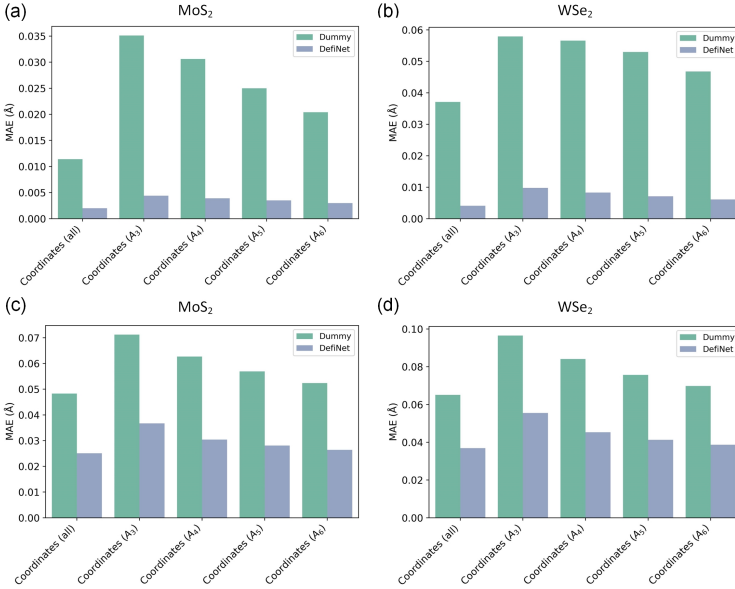 (a)
MoS₂
MAE (Å)
0.035
0.030
0.025
0.020
0.015
0.010
0.005
0.000
Dummy
DefiNet
Coordinates (all)
Coordinates (A₃)
Coordinates (A₄)
Coordinates (A₅)
Coordinates (A₆)
(b)
WSe₂
MAE (Å)
0.06
0.05
0.04
0.03
0.02
0.01
0.00
Dummy
DefiNet
Coordinates (all)
Coordinates (A₃)
Coordinates (A₄)
Coordinates (A₅)
Coordinates (A₆)
(c)
MoS₂
MAE (Å)
0.07
0.06
0.05
0.04
0.03
0.02
0.01
0.00
Dummy
DefiNet
Coordinates (all)
Coordinates (A₃)
Coordinates (A₄)
Coordinates (A₅)
Coordinates (A₆)
(d)
WSe₂
MAE (Å)
0.10
0.08
0.06
0.04
0.02
0.00
Dummy
DefiNet
Coordinates (all)
Coordinates (A₃)
Coordinates (A₄)
Coordinates (A₅)
Coordinates (A₆)